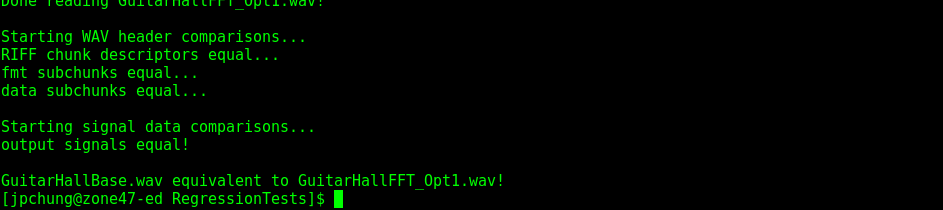 Done reading GuitarHallFFT_Opt1.wav!
Starting WAV header comparisons...
RIFF chunk descriptors equal...
fmt subchunks equal...
data subchunks equal...
Starting signal data comparisons...
output signals equal!
GuitarHallBase.wav equivalent to GuitarHallFFT_Opt1.wav!
[jpchung@zone47-ed RegressionTests]$